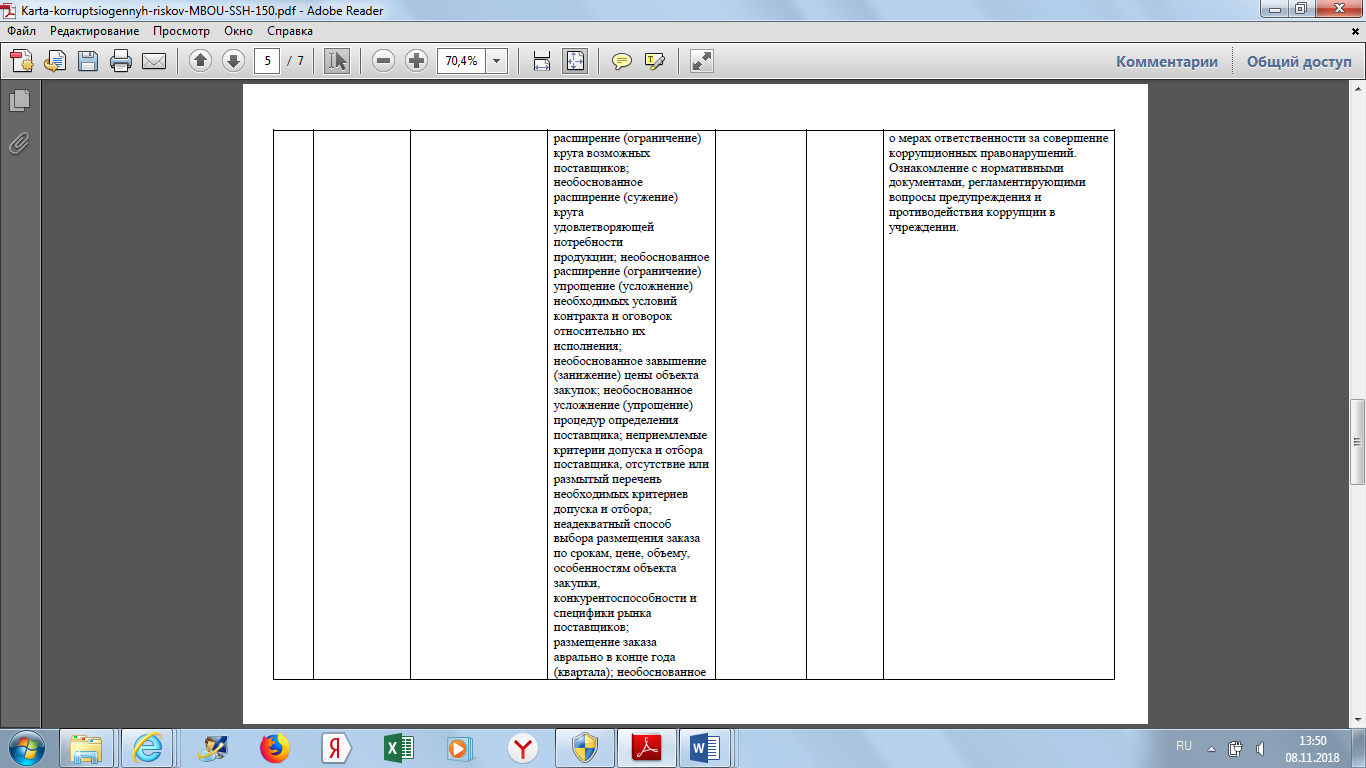 Karta-korruptsiogennyh-riskov-MBOU-SSH-150.pdf - Adobe Reader
Файл Редактирование Просмотр Окно Справка
5 / 7 70,4% Комментарии Общий доступ
расширение (ограничение)
круга возможных
поставщиков;
необоснованное
расширение (сужение)
круга
удовлетворяющей
потребности
продукции; необоснованное
расширение (ограничение)
упрощение (усложнение)
необходимых условий
контракта и оговорок
относительно их
исполнения;
необоснованное завышение
(занижение) цены объекта
закупок; необоснованное
усложнение (упрощение)
процедур определения
поставщика; неприемлемые
критерии допуска и отбора
поставщика, отсутствие или
размытый перечень
необходимых критериев
допуска и отбора;
неадекватный способ
выбора размещения заказа
по срокам, цене, объему,
особенностям объекта
закупки,
конкурентоспособности и
специфики рынка
поставщиков;
размещение заказа
аврально в конце года
(квартала); необоснованное
о мерах ответственности за совершение
коррупционных правонарушений.
Ознакомление с нормативными
документами, регламентирующими
вопросы предупреждения и
противодействия коррупции в
учреждении.
RU
13:50
08.11.2018